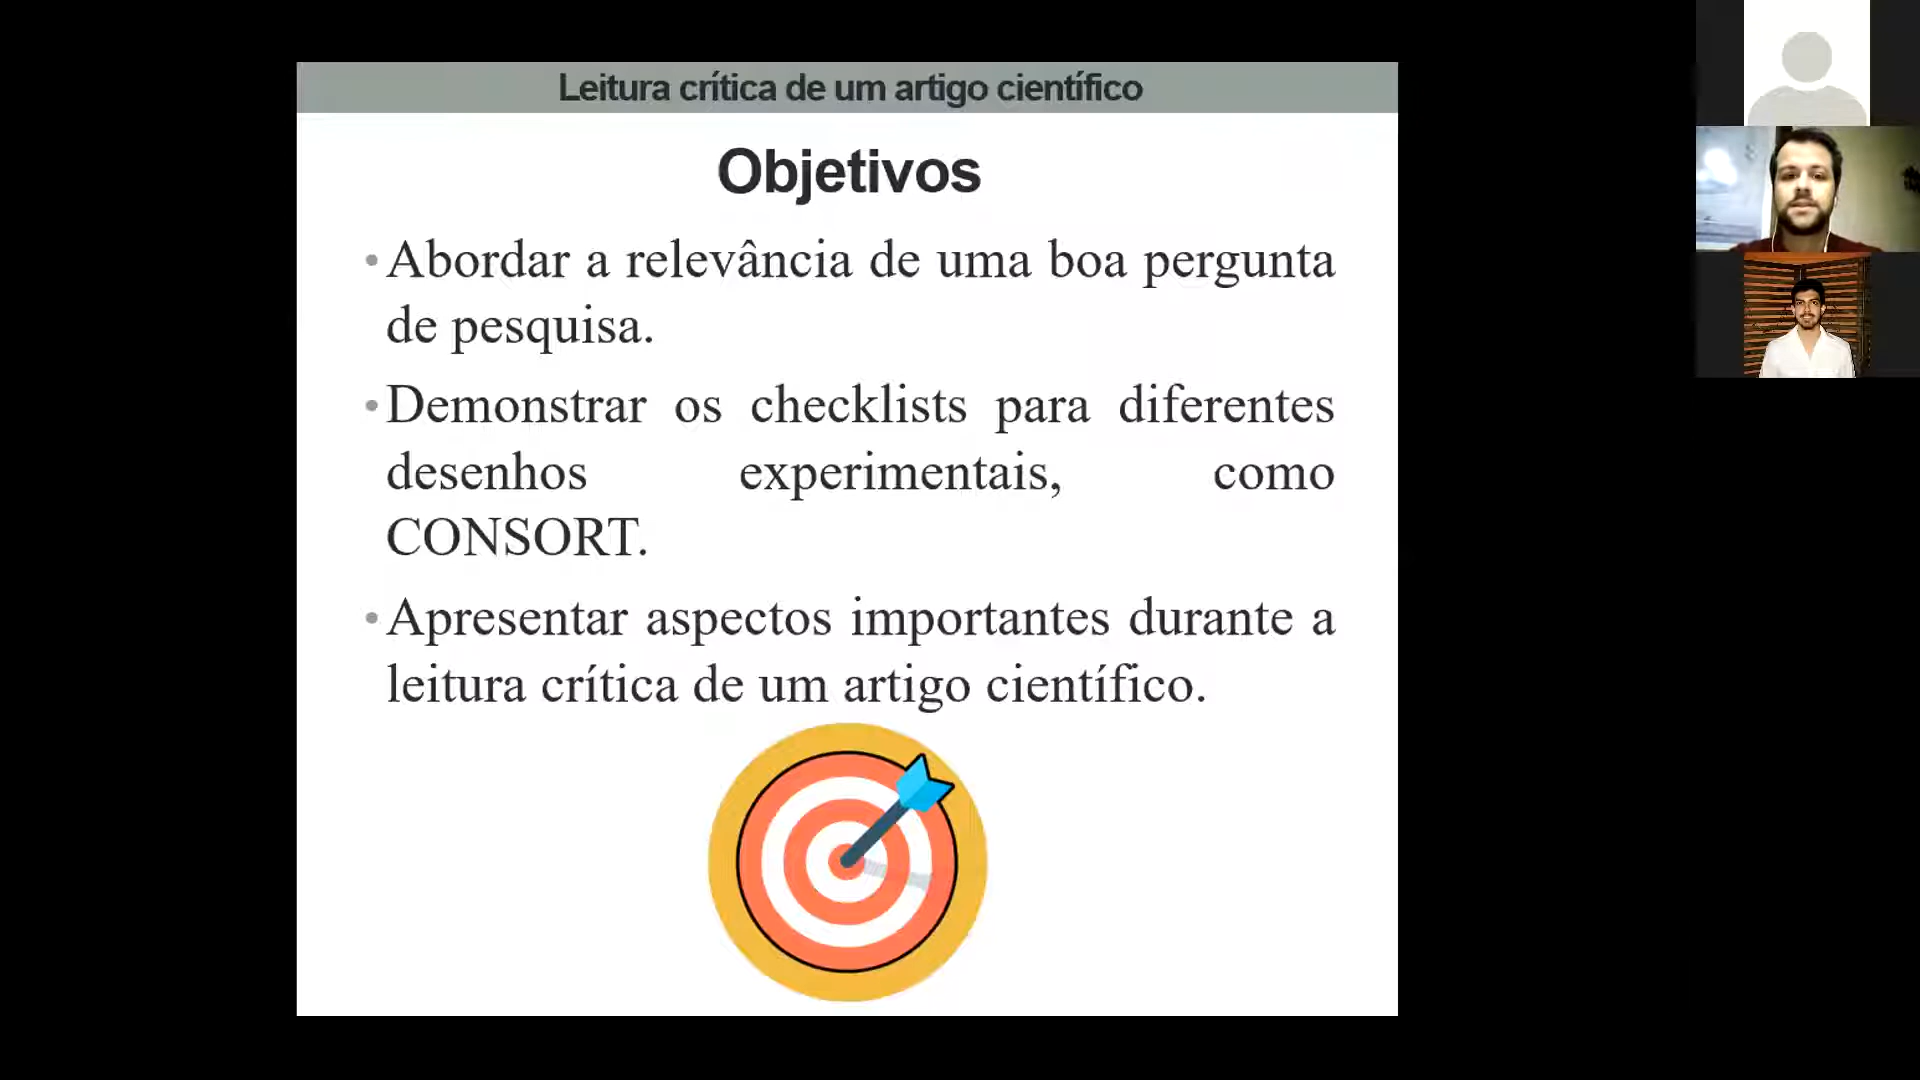 Leitura crítica de um artigo científico
Objetivos
• Abordar a relevância de uma boa pergunta
de pesquisa.
• Demonstrar os checklists para diferentes
desenhos experimentais, como
CONSORT.
• Apresentar aspectos importantes durante a
leitura crítica de um artigo científico.